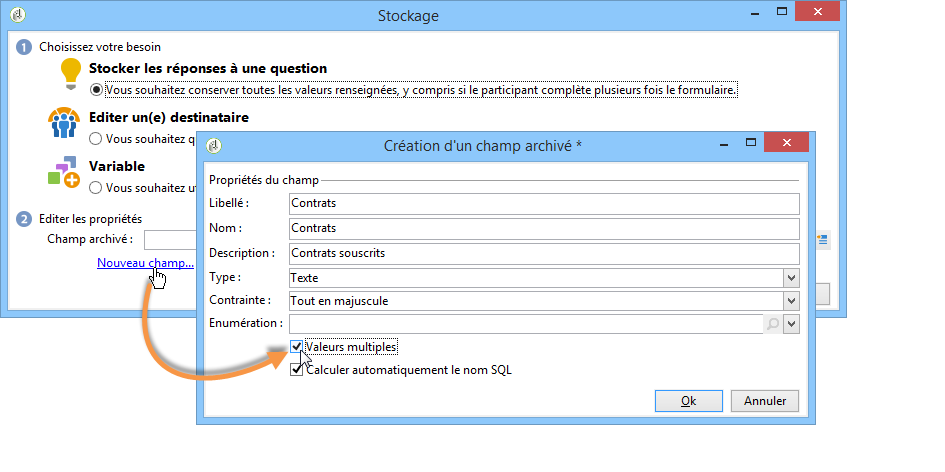 Stockage
1 Choisissez votre besoin
Stocker les réponses à une question
Vous souhaitez conserver toutes les valeurs renseignées, y compris si le participant complète plusieurs fois le formulaire.
Editer un(e) destinataire
Vous souhaitez
Variable
Vous souhaitez
2 Editer les propriétés
Champ archivé :
Nouveau champ...
Création d'un champ archivé *
Propriétés du champ
Libellé : Contrats
Nom : Contrats
Description : Contrats souscrits
Type : Texte
Contrainte : Tout en majuscule
Enumération :
Valeurs multiples
Calculer automatiquement le nom SQL
Ok Annuler